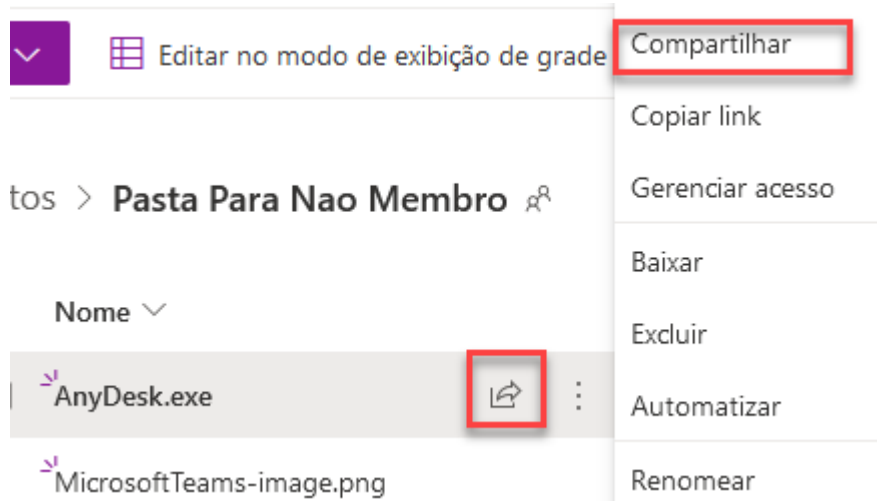 Editar no modo de exibição de grade
tos > Pasta Para Nao Membro
Nome
AnyDesk.exe
MicrosoftTeams-image.png
Compartilhar
Copiar link
Gerenciar acesso
Baixar
Excluir
Automatizar
Renomear